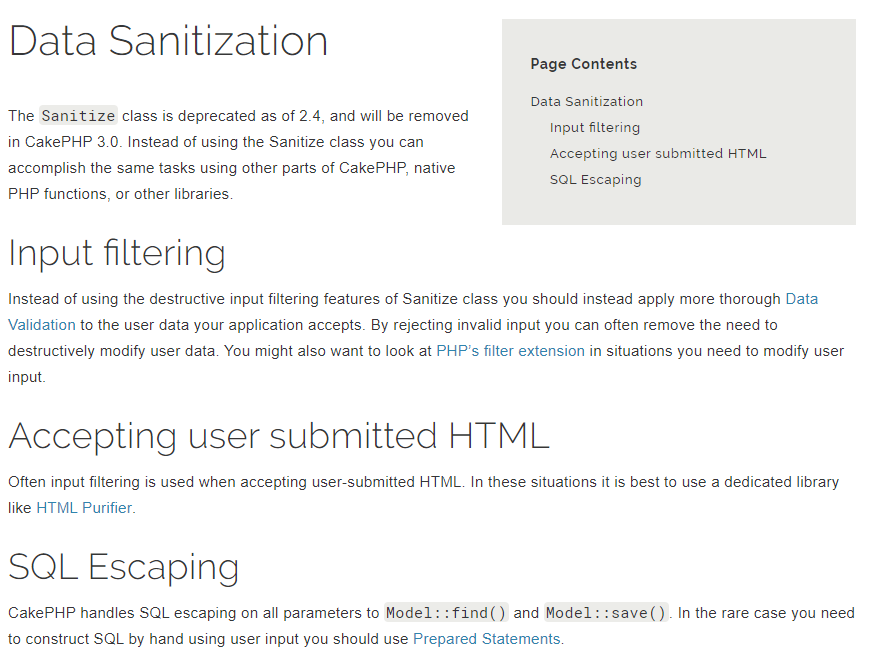 Data Sanitization
Page Contents
Data Sanitization
Input filtering
Accepting user submitted HTML
SQL Escaping
The Sanitize class is deprecated as of 2.4, and will be removed
in CakePHP 3.0. Instead of using the Sanitize class you can
accomplish the same tasks using other parts of CakePHP, native
PHP functions, or other libraries.
Input filtering
Instead of using the destructive input filtering features of Sanitize class you should instead apply more thorough Data
Validation to the user data your application accepts. By rejecting invalid input you can often remove the need to
destructively modify user data. You might also want to look at PHP’s filter extension in situations you need to modify user
input.
Accepting user submitted HTML
Often input filtering is used when accepting user-submitted HTML. In these situations it is best to use a dedicated library
like HTML Purifier.
SQL Escaping
CakePHP handles SQL escaping on all parameters to Model::find() and Model::save(). In the rare case you need
to construct SQL by hand using user input you should use Prepared Statements.